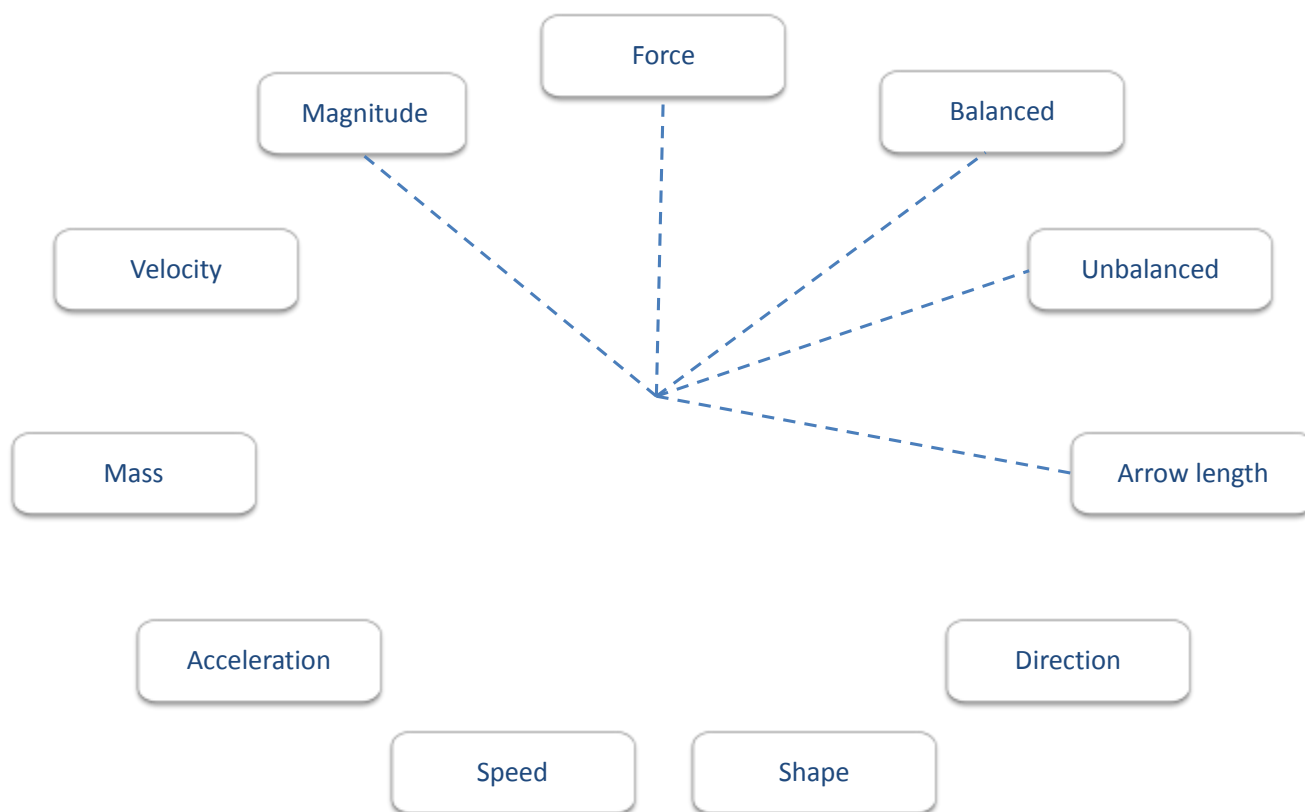 Force
Magnitude
Balanced
Velocity
Unbalanced
Mass
Arrow length
Acceleration
Direction
Speed
Shape